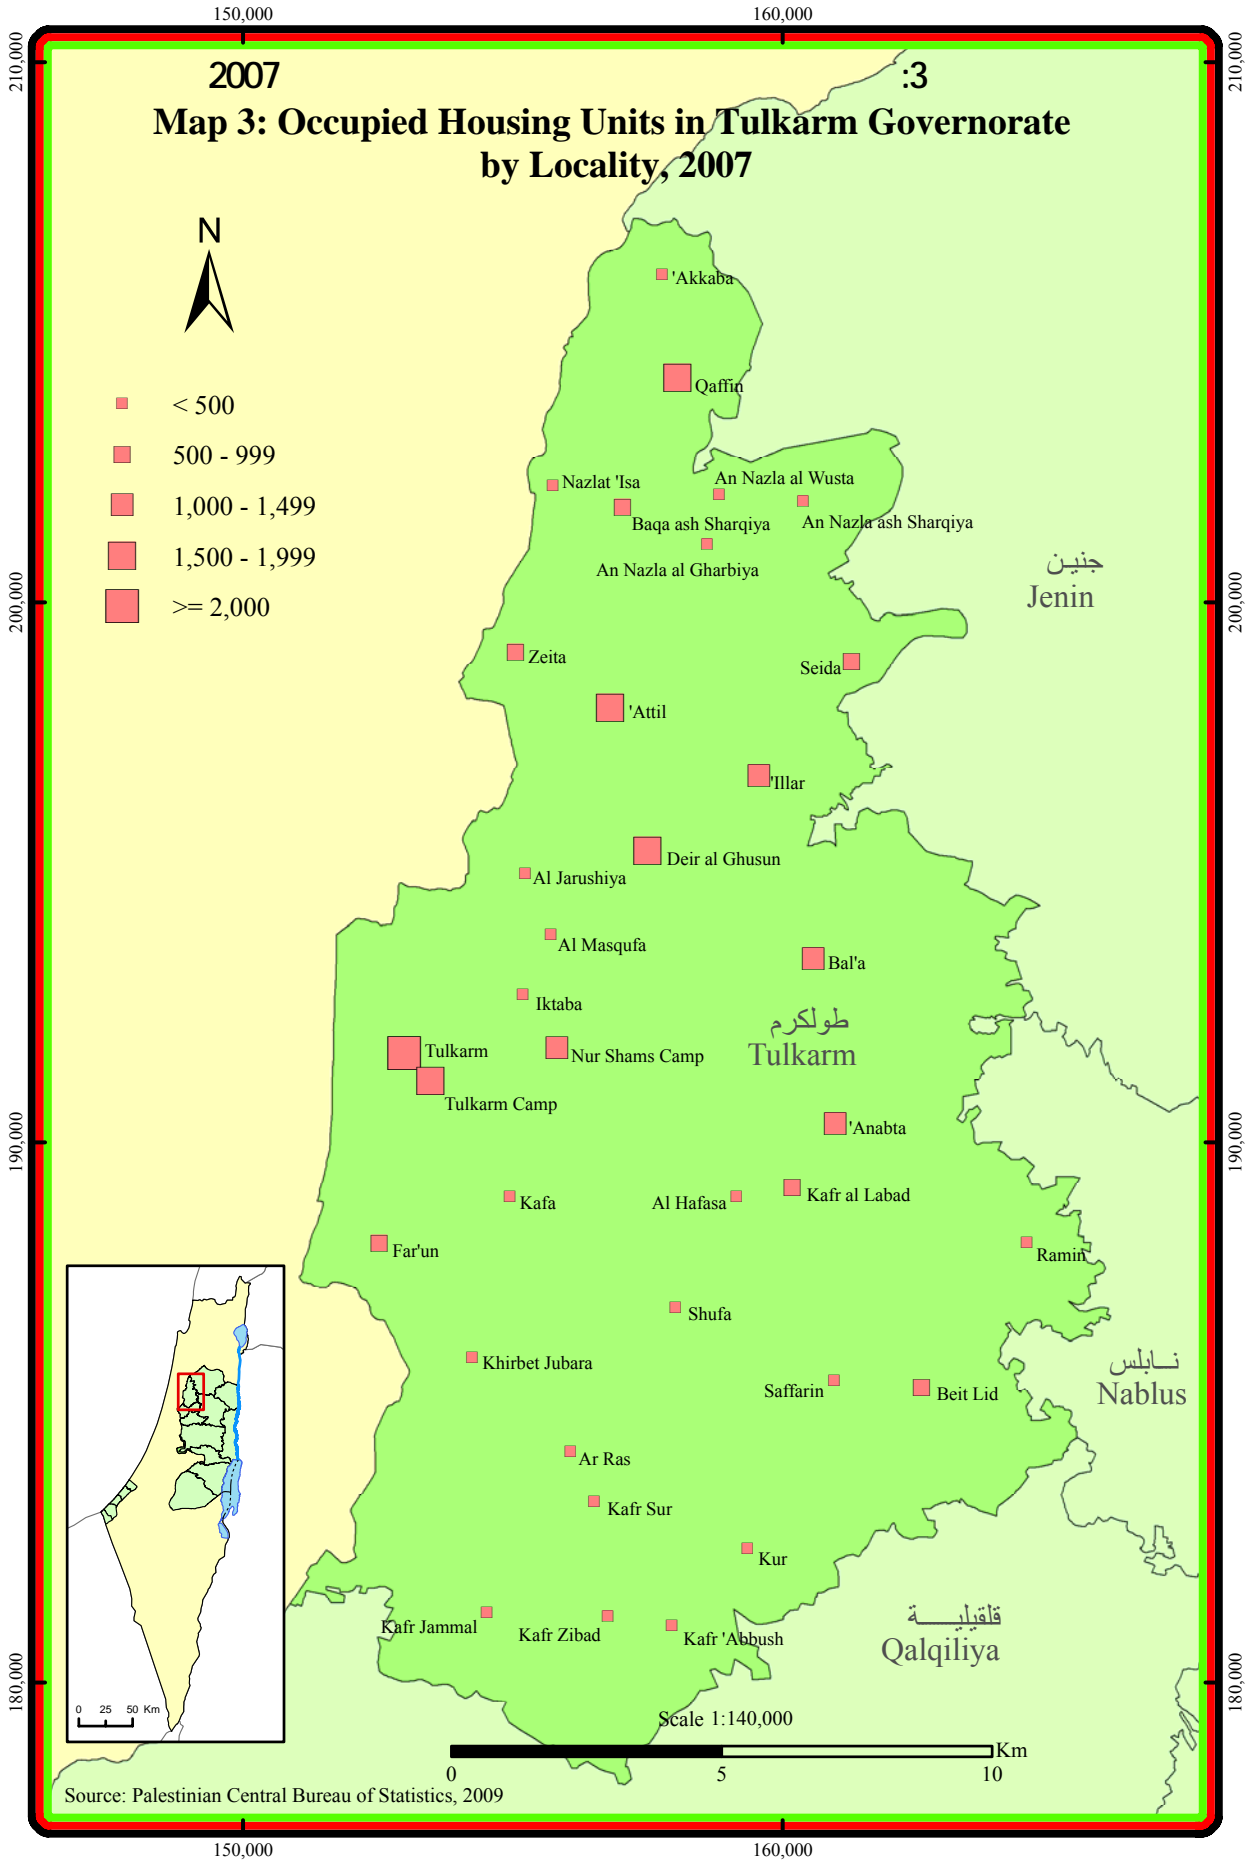 150,000
160,000
210,000
210,000
2007
:3
Map 3: Occupied Housing Units in Tulkarm Governorate
by Locality, 2007
N
'Akkaba
Qaffin
< 500
500 - 999
1,000 - 1,499
1,500 - 1,999
>= 2,000
Nazlat 'Isa
An Nazla al Wusta
Baqa ash Sharqiya
An Nazla ash Sharqiya
An Nazla al Gharbiya
جنين
Jenin
200,000
200,000
Zeita
Seida
'Attil
'Illar
Deir al Ghusun
Al Jarushiya
Al Masqufa
Bal'a
Iktaba
طولكرم
Tulkarm
Tulkarm
Nur Shams Camp
Tulkarm Camp
'Anabta
190,000
190,000
Kafa
Al Hafasa
Kafr al Labad
Far'un
Ramin
Shufa
Khirbet Jubara
نابلس
Nablus
Saffarin
Beit Lid
Ar Ras
Kafr Sur
Kur
Kafr Jammal
Kafr Zibad
Kafr 'Abbush
قلقيلية
Qalqiliya
180,000
180,000
0 25 50 Km
Scale 1:140,000
Km
0 5 10
Source: Palestinian Central Bureau of Statistics, 2009
150,000
160,000